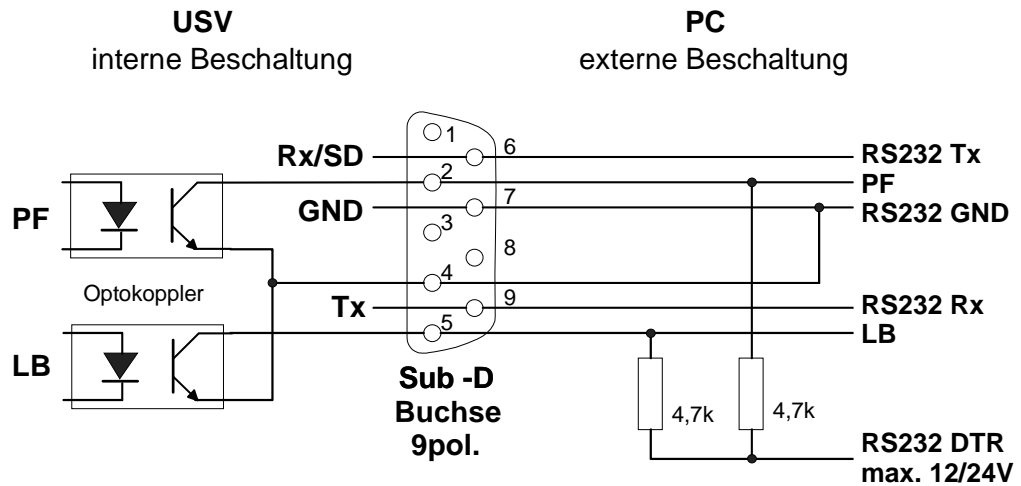 USV
interne Beschaltung
PC
externe Beschaltung
1
6
Rx/SD
RS232 Tx
2
PF
PF
7
GND
RS232 GND
3
8
4
Optokoppler
9
Tx
RS232 Rx
5
LB
LB
Sub -D
Buchse
9pol.
4,7k
4,7k
RS232 DTR
max. 12/24V